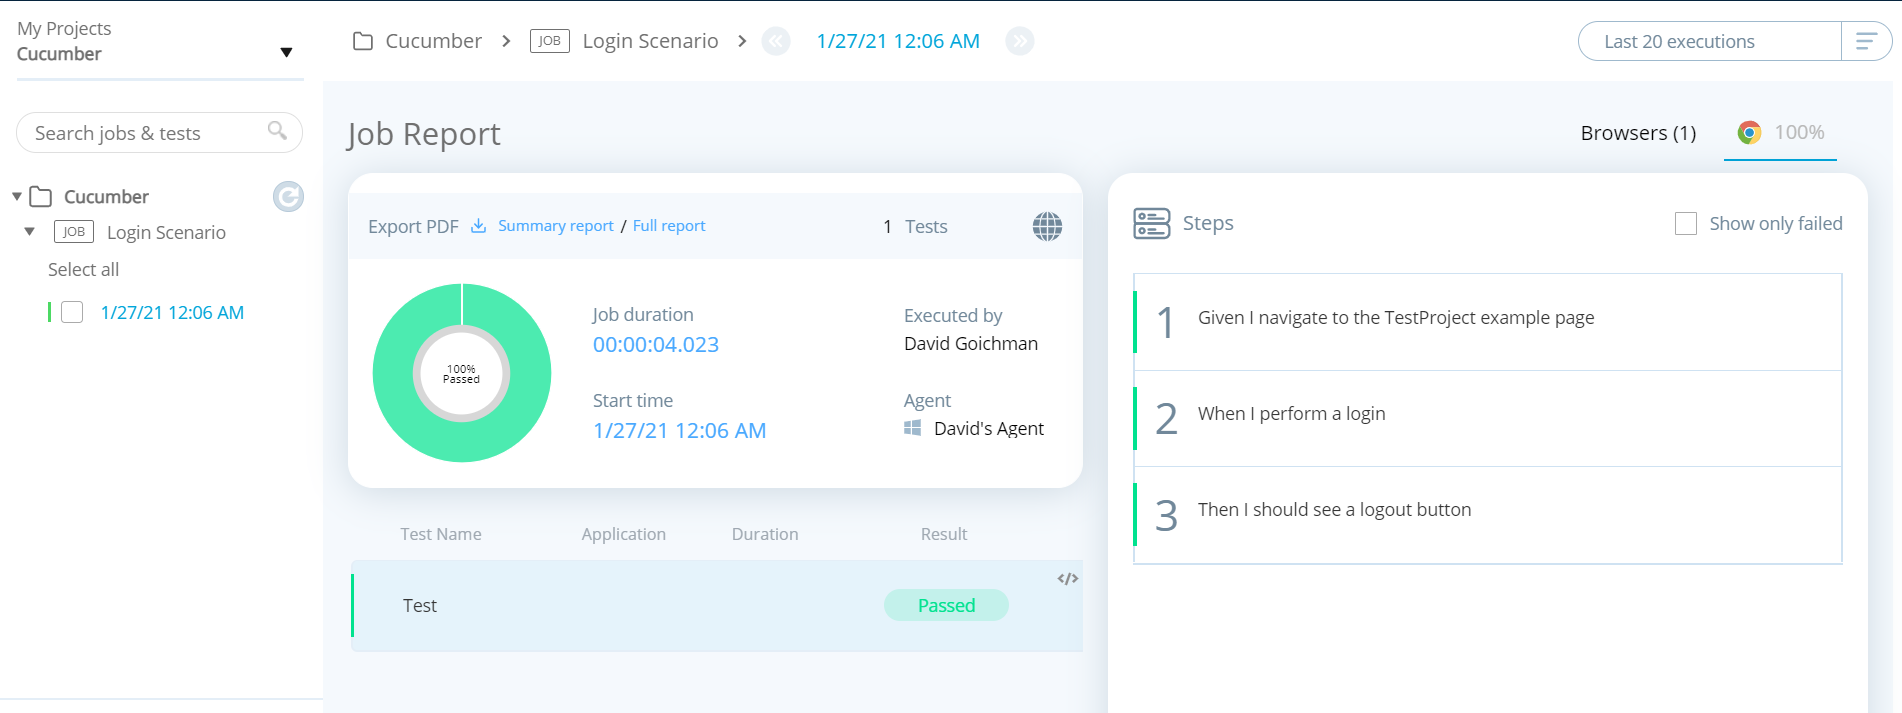 My Projects
Cucumber
Search jobs & tests
Cucumber
JOB Login Scenario
Select all
1/27/21 12:06 AM
Cucumber > JOB Login Scenario > 1/27/21 12:06 AM
Last 20 executions
Job Report
Browsers (1) 100%
Export PDF Summary report / Full report 1 Tests
100%
Passed
Job duration
00:00:04.023
Start time
1/27/21 12:06 AM
Executed by
David Goichman
Agent
David's Agent
Test Name Application Duration Result
Test Passed </>
Steps Show only failed
1 Given I navigate to the TestProject example page
2 When I perform a login
3 Then I should see a logout button